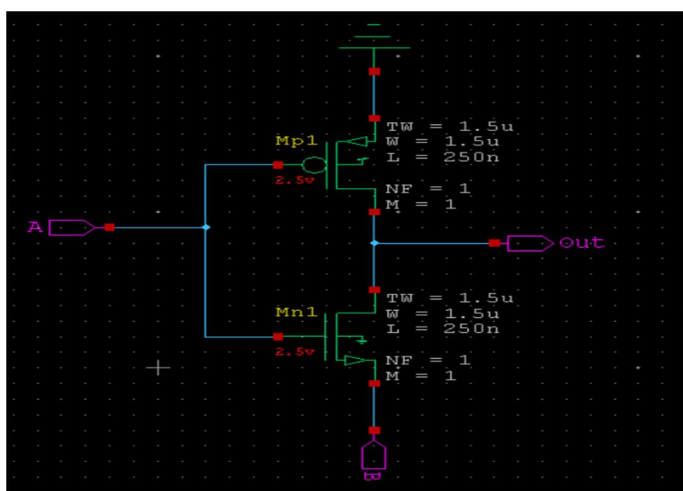 Mp1
TW = 1.5u
W = 1.5u
L = 250n
2.5v
NF = 1
M = 1
A
Out
Mn1
TW = 1.5u
W = 1.5u
L = 250n
2.5v
NF = 1
M = 1
B